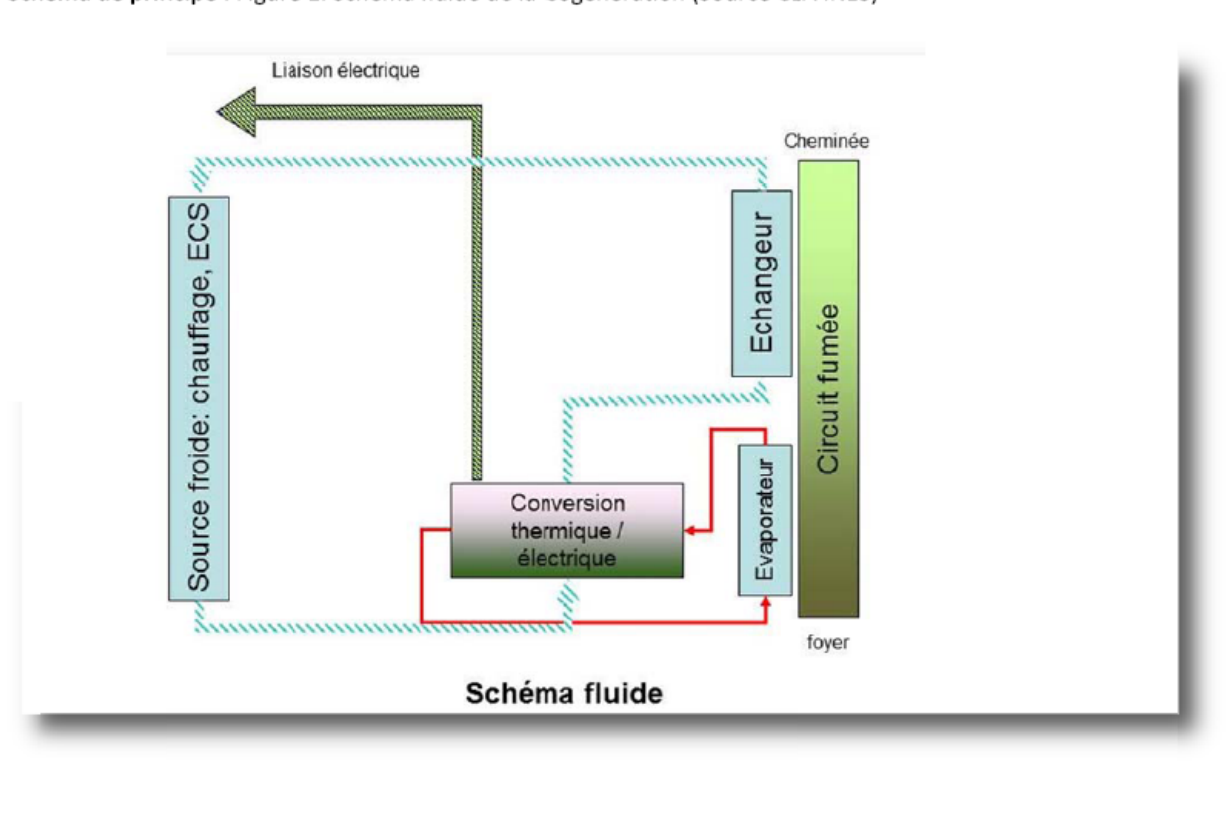 Liaison électrique
Cheminée
Source froide: chauffage, ECS
Echangeur
Circuit fumée
Conversion
thermique /
électrique
Evaporateur
foyer
Schéma fluide